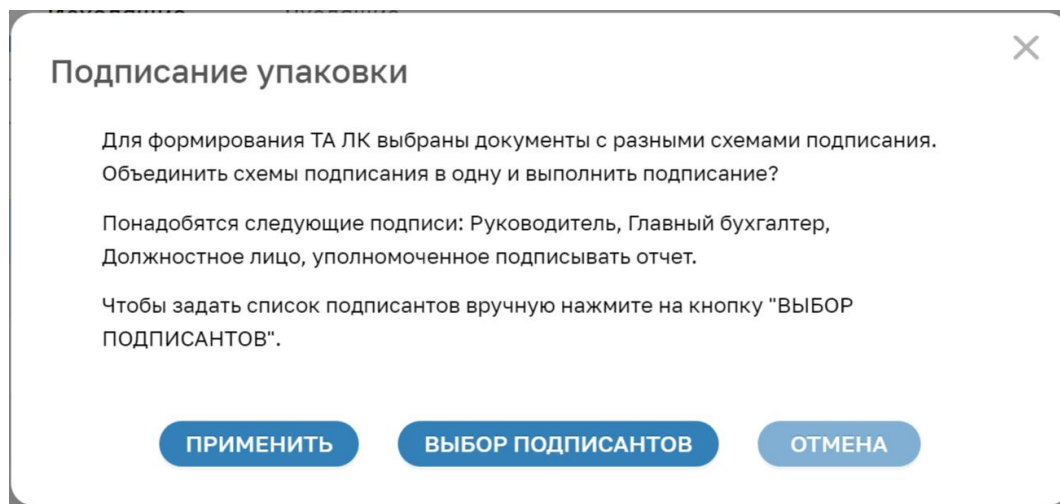 Подписание упаковки
Для формирования ТА ЛК выбраны документы с разными схемами подписания.
Объединить схемы подписания в одну и выполнить подписание?
Понадобятся следующие подписи: Руководитель, Главный бухгалтер,
Должностное лицо, уполномоченное подписывать отчет.
Чтобы задать список подписантов вручную нажмите на кнопку "ВЫБОР
ПОДПИСАНТОВ".
ПРИМЕНИТЬ ВЫБОР ПОДПИСАНТОВ ОТМЕНА